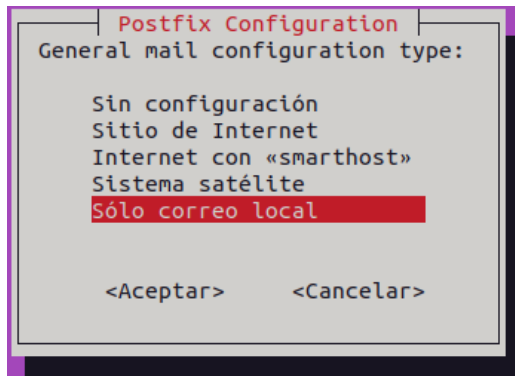 Postfix Configuration
General mail configuration type:
Sin configuración
Sitio de Internet
Internet con «smarthost»
Sistema satélite
Sólo correo local
<Aceptar> <Cancelar>